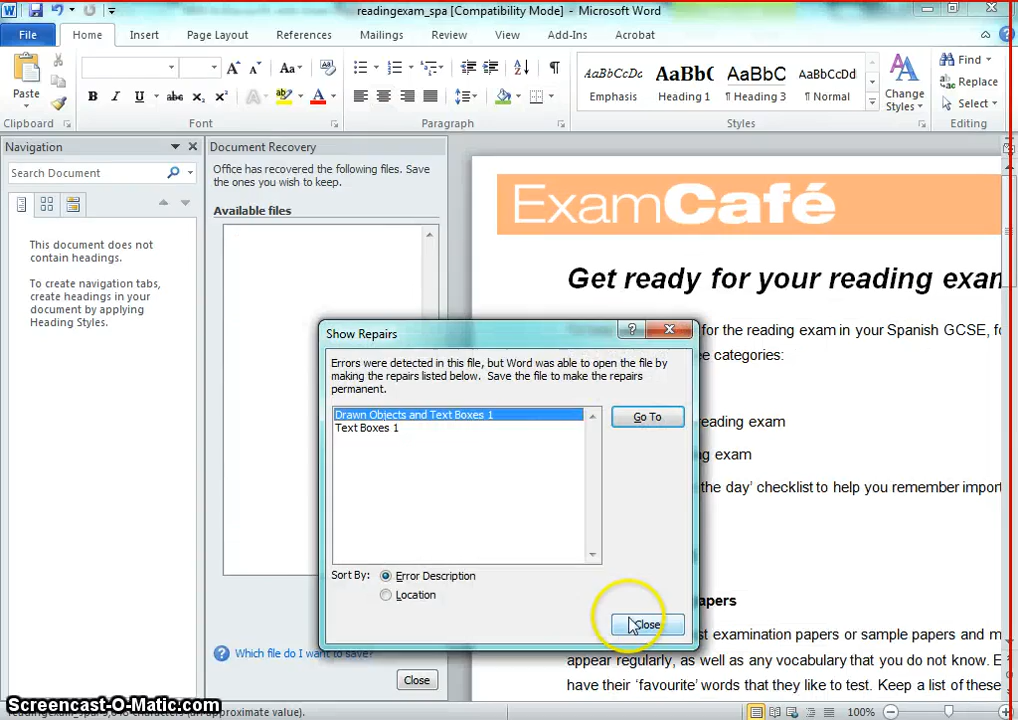 readingexam_spa [Compatibility Mode] - Microsoft Word
File Home Insert Page Layout References Mailings Review View Add-Ins Acrobat
Paste
Clipboard
Font
Paragraph
AaBbCcDc AaBbC AaBbC AaBbCcDd
Emphasis Heading 1 ¶ Heading 3 ¶ Normal
Change
Styles
Styles
Find
Replace
Select
Editing
Navigation
Search Document
This document does not
contain headings.
To create navigation tabs,
create headings in your
document by applying
Heading Styles.
Document Recovery
Office has recovered the following files. Save
the ones you wish to keep.
Available files
Which file do I want to save?
Close
ExamCafé
Get ready for your reading exam
for the reading exam in your Spanish GCSE, fo
e categories:
eading exam
ng exam
the day' checklist to help you remember import
apers
st examination papers or sample papers and m
appear regularly, as well as any vocabulary that you do not know. E
have their 'favourite' words that they like to test. Keep a list of these
Show Repairs
Errors were detected in this file, but Word was able to open the file by
making the repairs listed below. Save the file to make the repairs
permanent.
Drawn Objects and Text Boxes 1
Text Boxes 1
Go To
Sort By: Error Description
Location
Close
Screencast-O-Matic.com
characters (an approximate value).
100%